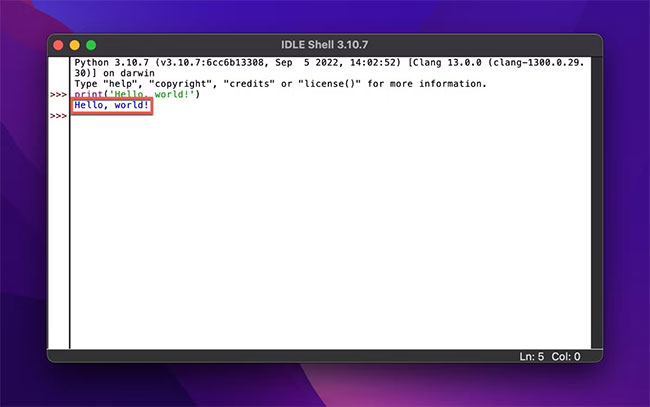 IDLE Shell 3.10.7
Python 3.10.7 (v3.10.7:6cc6b13308, Sep  5 2022, 14:02:52) [Clang 13.0.0 (clang-1300.0.29.
30)] on darwin
Type "help", "copyright", "credits" or "license()" for more information.
>>> print('Hello, world!')
Hello, world!
>>>
Ln: 5  Col: 0